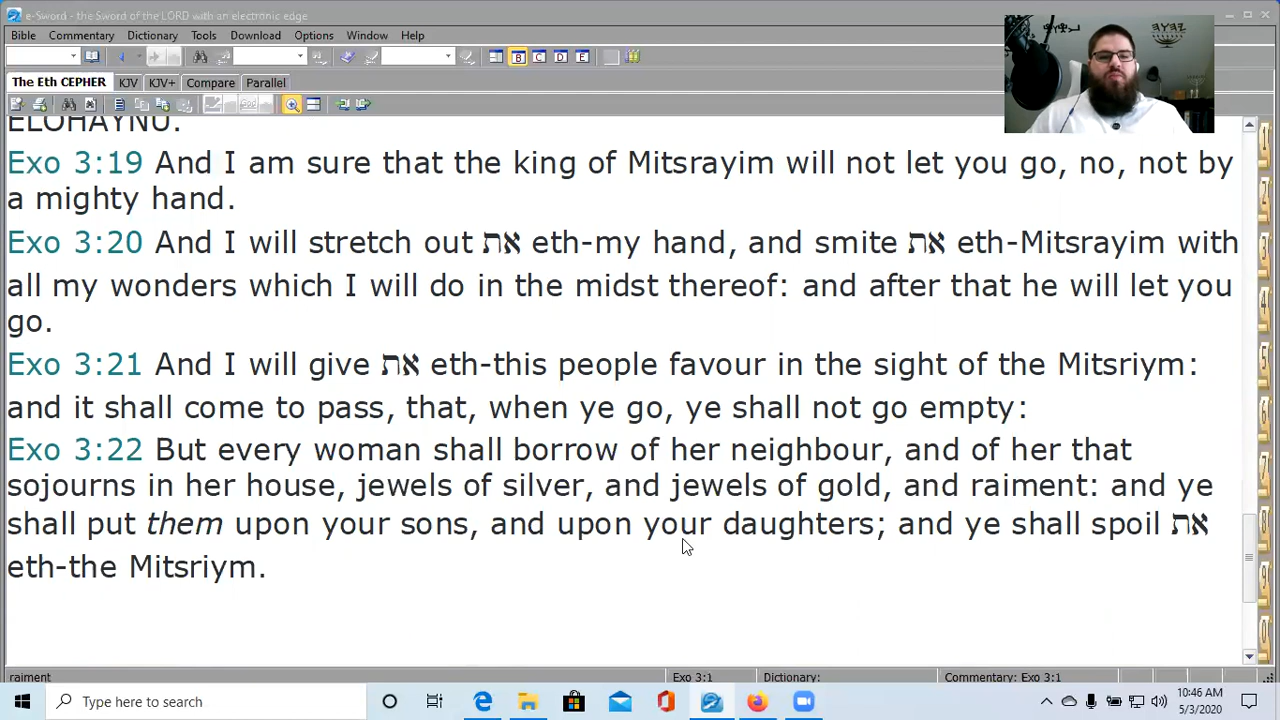 e-Sword - the Sword of the LORD with an electronic edge
Bible Commentary Dictionary Tools Download Options Window Help
B C D E
The Eth CEPHER KJV KJV+ Compare Parallel
ELOHAYNU.
Exo 3:19 And I am sure that the king of Mitsrayim will not let you go, no, not by
a mighty hand.
Exo 3:20 And I will stretch out את eth-my hand, and smite את eth-Mitsrayim with
all my wonders which I will do in the midst thereof: and after that he will let you
go.
Exo 3:21 And I will give את eth-this people favour in the sight of the Mitsriym:
and it shall come to pass, that, when ye go, ye shall not go empty:
Exo 3:22 But every woman shall borrow of her neighbour, and of her that
sojourns in her house, jewels of silver, and jewels of gold, and raiment: and ye
shall put them upon your sons, and upon your daughters; and ye shall spoil את
eth-the Mitsriym.
raiment Exo 3:1 Dictionary: Commentary: Exo 3:1
Type here to search
10:46 AM
5/3/2020